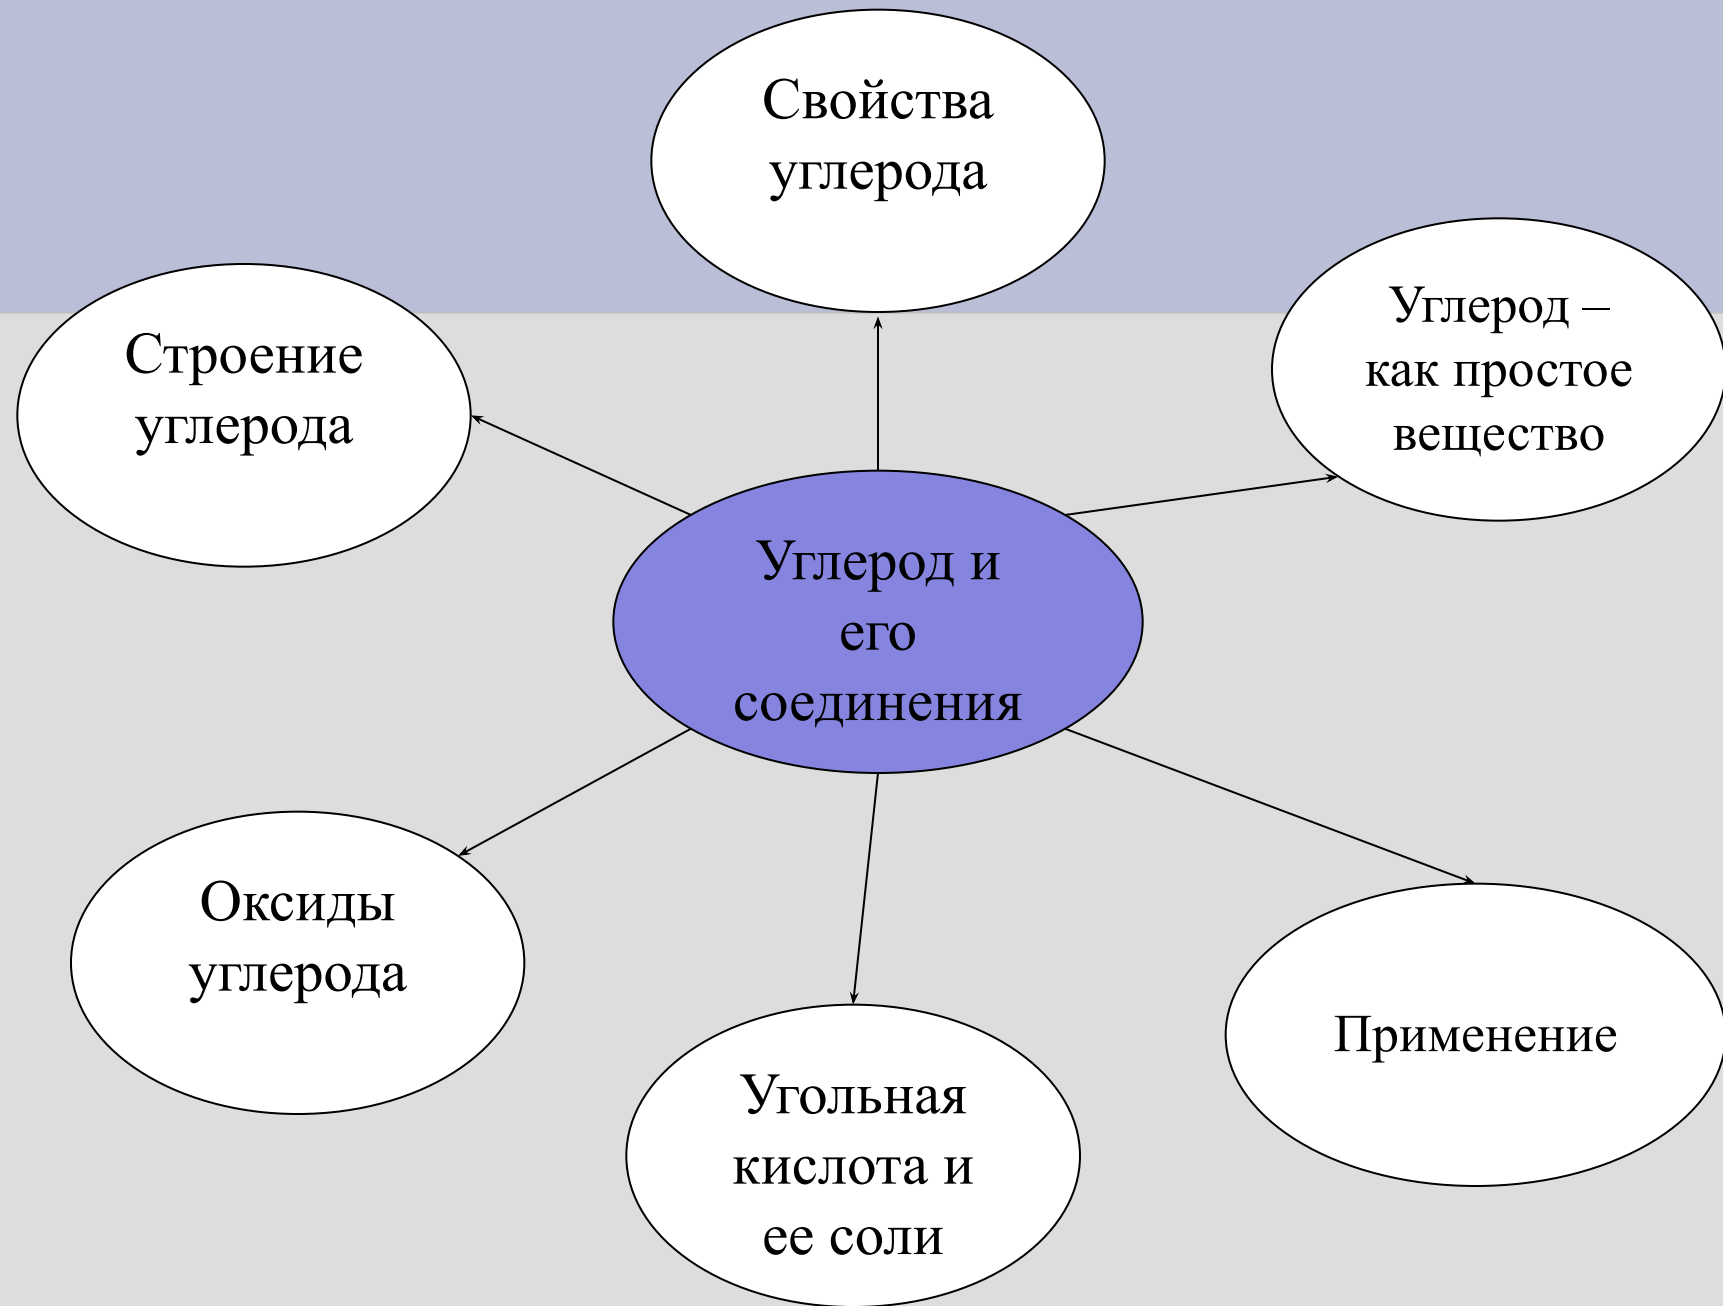 Свойства
углерода
Углерод –
как простое
вещество
Строение
углерода
Углерод и
его
соединения
Оксиды
углерода
Применение
Угольная
кислота и
ее соли